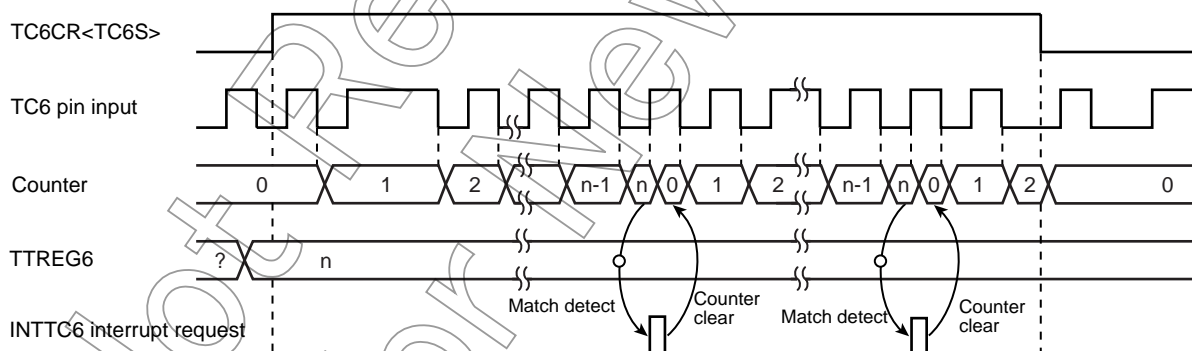 TC6CR<TC6S>
TC6 pin input
Counter
0 1 2 n-1 n 0 1 2 n-1 n 0 1 2 0
TTREG6
? n
Match detect
Counter
clear
Match detect
Counter
clear
INTTC6 interrupt request